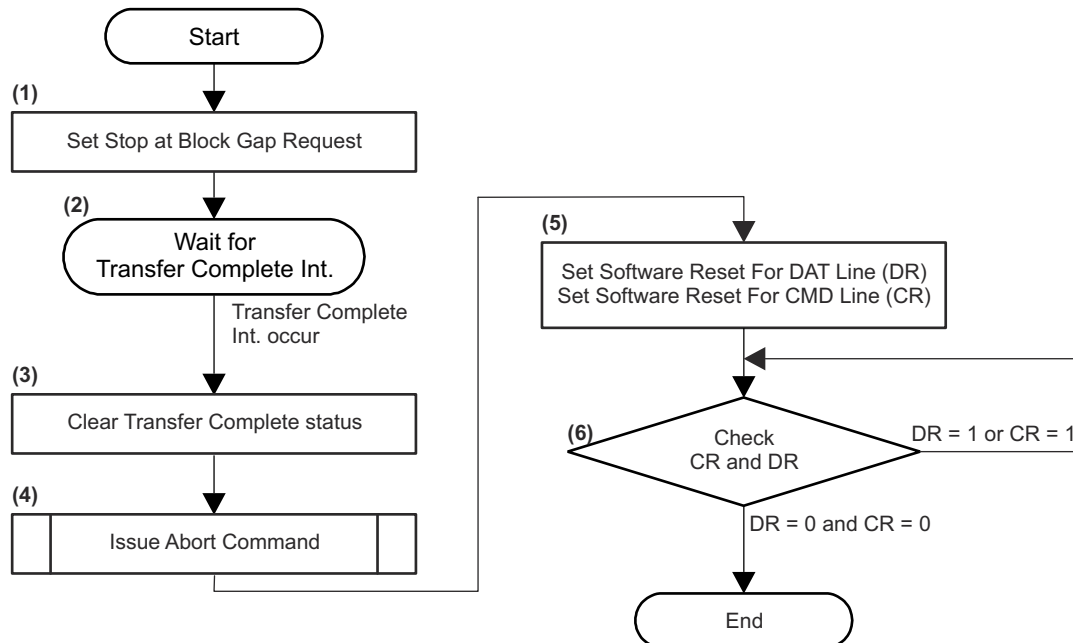 Start
(1)
Set Stop at Block Gap Request
(2)
Wait for
Transfer Complete Int.
Transfer Complete
Int. occur
(3)
Clear Transfer Complete status
(4)
Issue Abort Command
(5)
Set Software Reset For DAT Line (DR)
Set Software Reset For CMD Line (CR)
(6)
Check
CR and DR
DR = 1 or CR = 1
DR = 0 and CR = 0
End